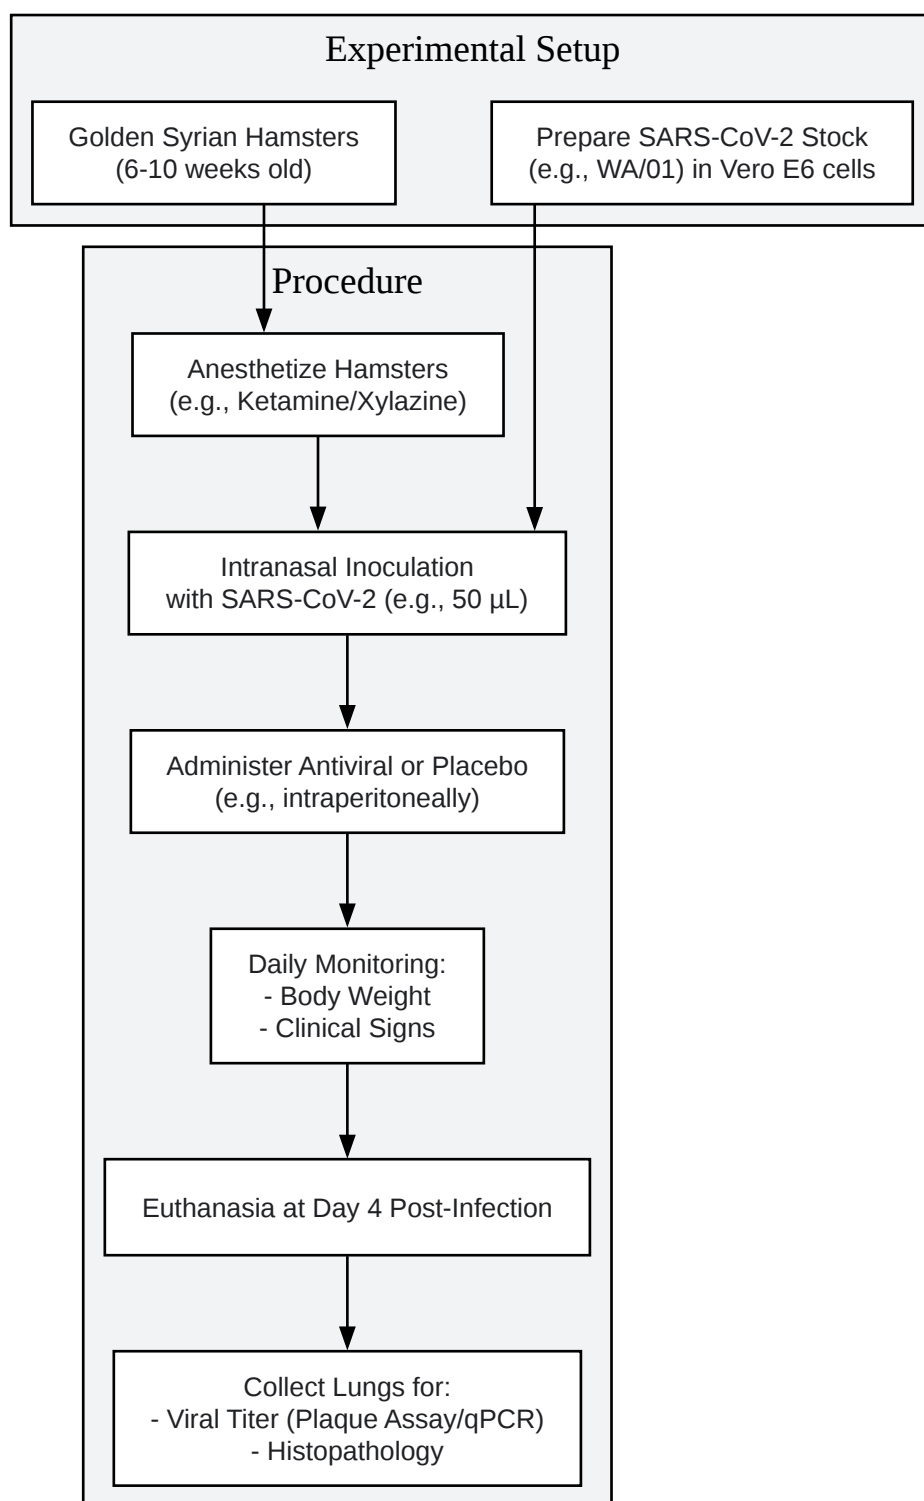 Experimental Setup
Golden Syrian Hamsters
(6-10 weeks old)
Prepare SARS-CoV-2 Stock
(e.g., WA/01) in Vero E6 cells
Procedure
Anesthetize Hamsters
(e.g., Ketamine/Xylazine)
Intranasal Inoculation
with SARS-CoV-2 (e.g., 50 µL)
Administer Antiviral or Placebo
(e.g., intraperitoneally)
Daily Monitoring:
- Body Weight
- Clinical Signs
Euthanasia at Day 4 Post-Infection
Collect Lungs for:
- Viral Titer (Plaque Assay/qPCR)
- Histopathology